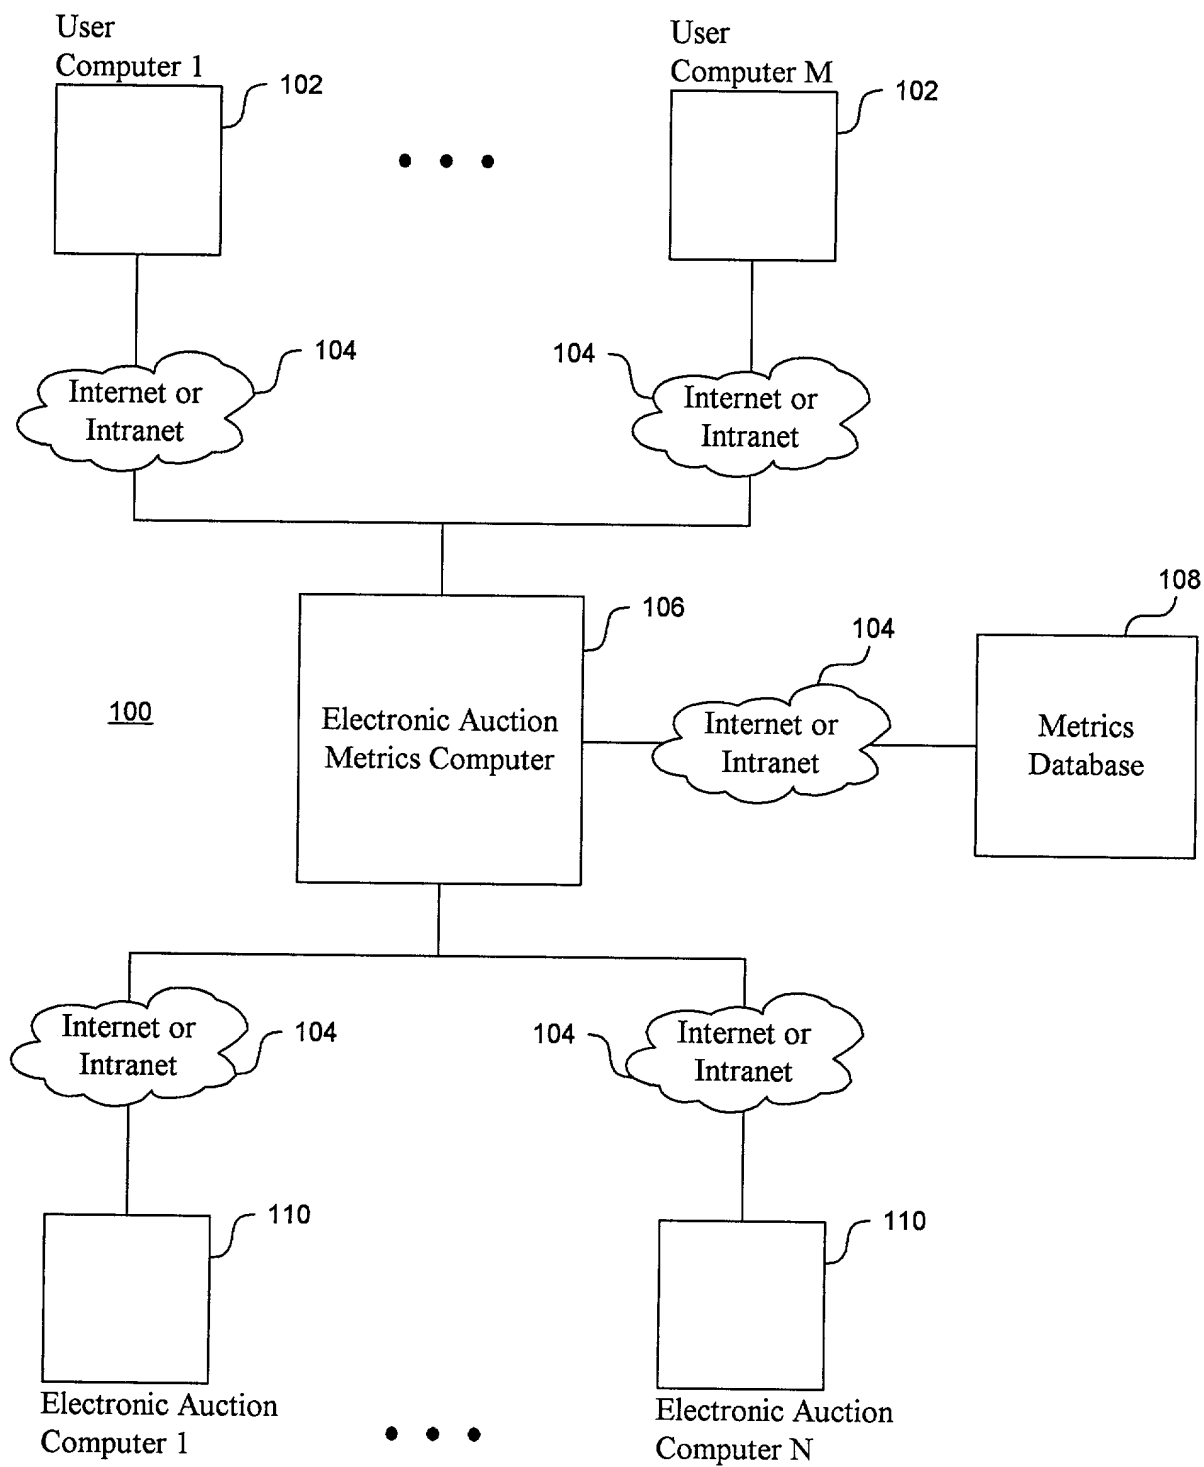 User
Computer 1
102
User
Computer M
102
104
Internet or
Intranet
104
Internet or
Intranet
106
Electronic Auction
Metrics Computer
104
Internet or
Intranet
108
Metrics
Database
100
Internet or
Intranet
104
104
Internet or
Intranet
110
Electronic Auction
Computer 1
110
Electronic Auction
Computer N